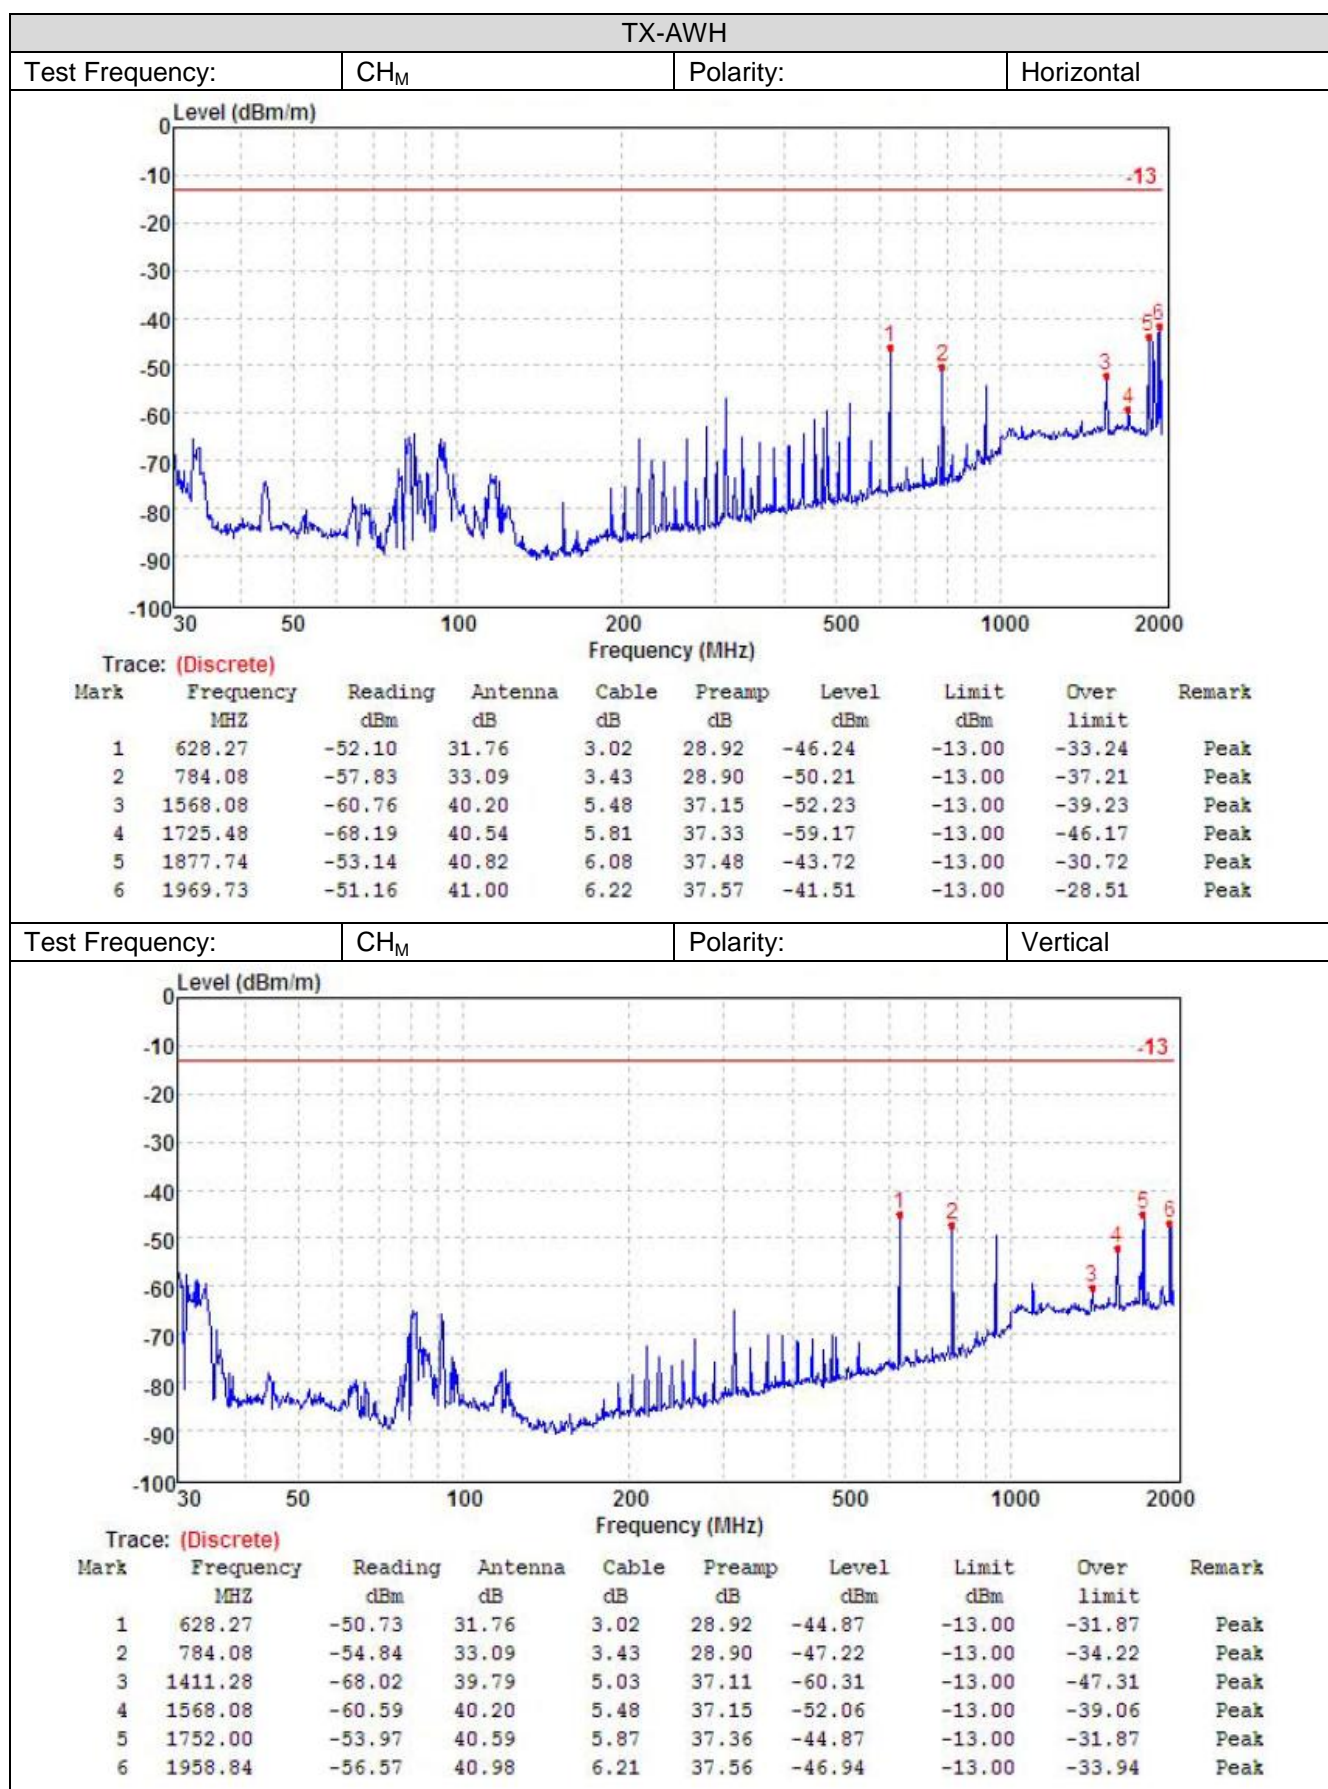 TX-AWH
Test Frequency: CHM Polarity: Horizontal
Level (dBm/m)
0
-10
-13
-20
-30
-40
-50
-60
-70
-80
-90
-100
1 2 3 4 5 6
30 50 100 200 500 1000 2000
Frequency (MHz)
Trace: (Discrete)
Mark Frequency Reading Antenna Cable Preamp Level Limit Over Remark
MHZ dBm dB dB dB dBm dBm limit
1 628.27 -52.10 31.76 3.02 28.92 -46.24 -13.00 -33.24 Peak
2 784.08 -57.83 33.09 3.43 28.90 -50.21 -13.00 -37.21 Peak
3 1568.08 -60.76 40.20 5.48 37.15 -52.23 -13.00 -39.23 Peak
4 1725.48 -68.19 40.54 5.81 37.33 -59.17 -13.00 -46.17 Peak
5 1877.74 -53.14 40.82 6.08 37.48 -43.72 -13.00 -30.72 Peak
6 1969.73 -51.16 41.00 6.22 37.57 -41.51 -13.00 -28.51 Peak
Test Frequency: CHM Polarity: Vertical
Level (dBm/m)
0
-10
-13
-20
-30
-40
-50
-60
-70
-80
-90
-100
1 2 3 4 5 6
30 50 100 200 500 1000 2000
Frequency (MHz)
Trace: (Discrete)
Mark Frequency Reading Antenna Cable Preamp Level Limit Over Remark
MHZ dBm dB dB dB dBm dBm limit
1 628.27 -50.73 31.76 3.02 28.92 -44.87 -13.00 -31.87 Peak
2 784.08 -54.84 33.09 3.43 28.90 -47.22 -13.00 -34.22 Peak
3 1411.28 -68.02 39.79 5.03 37.11 -60.31 -13.00 -47.31 Peak
4 1568.08 -60.59 40.20 5.48 37.15 -52.06 -13.00 -39.06 Peak
5 1752.00 -53.97 40.59 5.87 37.36 -44.87 -13.00 -31.87 Peak
6 1958.84 -56.57 40.98 6.21 37.56 -46.94 -13.00 -33.94 Peak